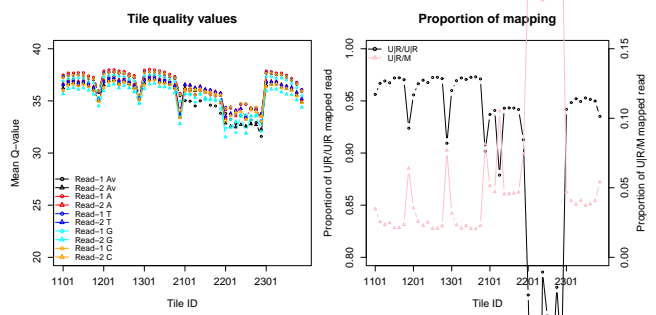 Tile quality values
40
35
30
25
20
Mean Q-value
Read-1 Av
Read-2 Av
Read-1 A
Read-2 A
Read-1 T
Read-2 T
Read-1 G
Read-2 G
Read-1 C
Read-2 C
1101 1201 1301 2101 2201 2301
Tile ID
Proportion of mapping
1.00
0.95
0.90
0.85
0.80
Proportion of U|R/U|R mapped read
U|R/U|R
U|R/M
0.15
0.10
0.05
0.00
Proportion of U|R/M mapped read
1101 1201 1301 2101 2201 2301
Tile ID